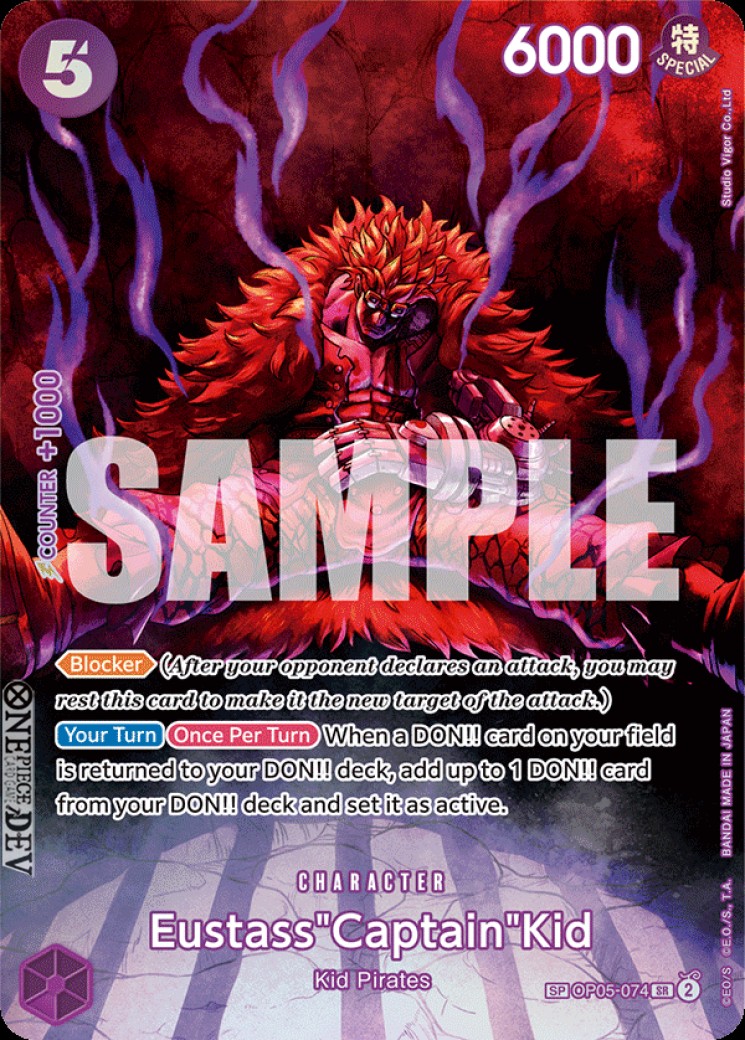 5
6000
特
SPECIAL
Studio Vigor Co.,Ltd
COUNTER +1000
SAMPLE
Blocker (After your opponent declares an attack, you may
rest this card to make it the new target of the attack.)
Your Turn Once Per Turn When a DON!! card on your field
is returned to your DON!! deck, add up to 1 DON!! card
from your DON!! deck and set it as active.
ONE PIECE CARD GAME DEV
CHARACTER
Eustass"Captain"Kid
Kid Pirates
SP OP05-074 SR 2
©E.O/S ©E.O./S., T.A. BANDAI MADE IN JAPAN